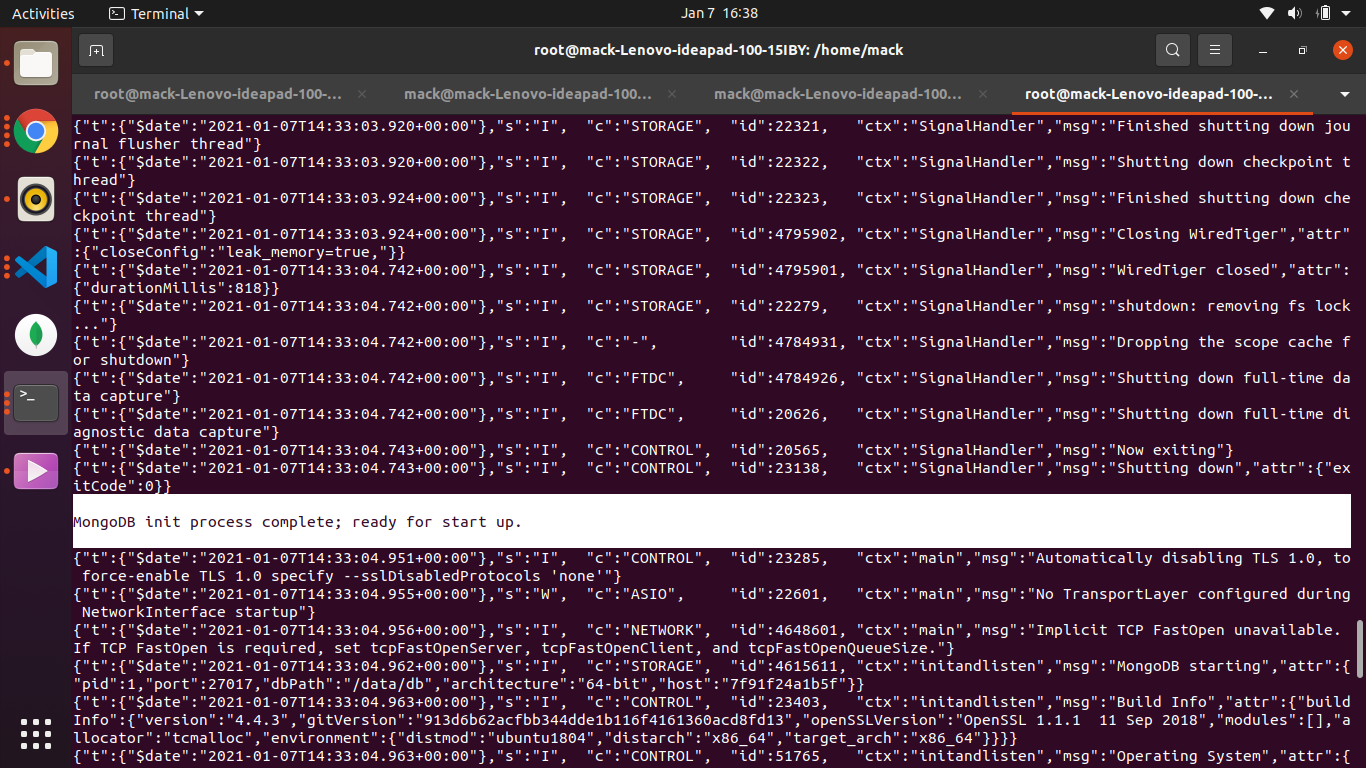 Activities
Terminal
Jan 7 16:38
root@mack-Lenovo-ideapad-100-15IBY: /home/mack
root@mack-Lenovo-ideapad-100-...
mack@mack-Lenovo-ideapad-100...
mack@mack-Lenovo-ideapad-100...
root@mack-Lenovo-ideapad-100-...
{"t":{"$date":"2021-01-07T14:33:03.920+00:00"},"s":"I",  "c":"STORAGE",  "id":22321,   "ctx":"SignalHandler","msg":"Finished shutting down jou
rnal flusher thread"}
{"t":{"$date":"2021-01-07T14:33:03.920+00:00"},"s":"I",  "c":"STORAGE",  "id":22322,   "ctx":"SignalHandler","msg":"Shutting down checkpoint t
hread"}
{"t":{"$date":"2021-01-07T14:33:03.924+00:00"},"s":"I",  "c":"STORAGE",  "id":22323,   "ctx":"SignalHandler","msg":"Finished shutting down che
ckpoint thread"}
{"t":{"$date":"2021-01-07T14:33:03.924+00:00"},"s":"I",  "c":"STORAGE",  "id":4795902, "ctx":"SignalHandler","msg":"Closing WiredTiger","attr"
:{"closeConfig":"leak_memory=true,"}}
{"t":{"$date":"2021-01-07T14:33:04.742+00:00"},"s":"I",  "c":"STORAGE",  "id":4795901, "ctx":"SignalHandler","msg":"WiredTiger closed","attr":
{"durationMillis":818}}
{"t":{"$date":"2021-01-07T14:33:04.742+00:00"},"s":"I",  "c":"STORAGE",  "id":22279,   "ctx":"SignalHandler","msg":"shutdown: removing fs lock
..."}
{"t":{"$date":"2021-01-07T14:33:04.742+00:00"},"s":"I",  "c":"-",        "id":4784931, "ctx":"SignalHandler","msg":"Dropping the scope cache f
or shutdown"}
{"t":{"$date":"2021-01-07T14:33:04.742+00:00"},"s":"I",  "c":"FTDC",     "id":4784926, "ctx":"SignalHandler","msg":"Shutting down full-time da
ta capture"}
{"t":{"$date":"2021-01-07T14:33:04.742+00:00"},"s":"I",  "c":"FTDC",     "id":20626,   "ctx":"SignalHandler","msg":"Shutting down full-time di
agnostic data capture"}
{"t":{"$date":"2021-01-07T14:33:04.743+00:00"},"s":"I",  "c":"CONTROL",  "id":20565,   "ctx":"SignalHandler","msg":"Now exiting"}
{"t":{"$date":"2021-01-07T14:33:04.743+00:00"},"s":"I",  "c":"CONTROL",  "id":23138,   "ctx":"SignalHandler","msg":"Shutting down","attr":{"ex
itCode":0}}
MongoDB init process complete; ready for start up.
{"t":{"$date":"2021-01-07T14:33:04.951+00:00"},"s":"I",  "c":"CONTROL",  "id":23285,   "ctx":"main","msg":"Automatically disabling TLS 1.0, to
 force-enable TLS 1.0 specify --sslDisabledProtocols 'none'"}
{"t":{"$date":"2021-01-07T14:33:04.955+00:00"},"s":"W",  "c":"ASIO",     "id":22601,   "ctx":"main","msg":"No TransportLayer configured during
 NetworkInterface startup"}
{"t":{"$date":"2021-01-07T14:33:04.956+00:00"},"s":"I",  "c":"NETWORK",  "id":4648601, "ctx":"main","msg":"Implicit TCP FastOpen unavailable. 
If TCP FastOpen is required, set tcpFastOpenServer, tcpFastOpenClient, and tcpFastOpenQueueSize."}
{"t":{"$date":"2021-01-07T14:33:04.962+00:00"},"s":"I",  "c":"STORAGE",  "id":4615611, "ctx":"initandlisten","msg":"MongoDB starting","attr":{
"pid":1,"port":27017,"dbPath":"/data/db","architecture":"64-bit","host":"7f91f24a1b5f"}}
{"t":{"$date":"2021-01-07T14:33:04.963+00:00"},"s":"I",  "c":"CONTROL",  "id":23403,   "ctx":"initandlisten","msg":"Build Info","attr":{"build
Info":{"version":"4.4.3","gitVersion":"913d6b62acfbb344dde1b116f4161360acd8fd13","openSSLVersion":"OpenSSL 1.1.1  11 Sep 2018","modules":[],"a
llocator":"tcmalloc","environment":{"distmod":"ubuntu1804","distarch":"x86_64","target_arch":"x86_64"}}}}
{"t":{"$date":"2021-01-07T14:33:04.963+00:00"},"s":"I",  "c":"CONTROL",  "id":51765,   "ctx":"initandlisten","msg":"Operating System","attr":{